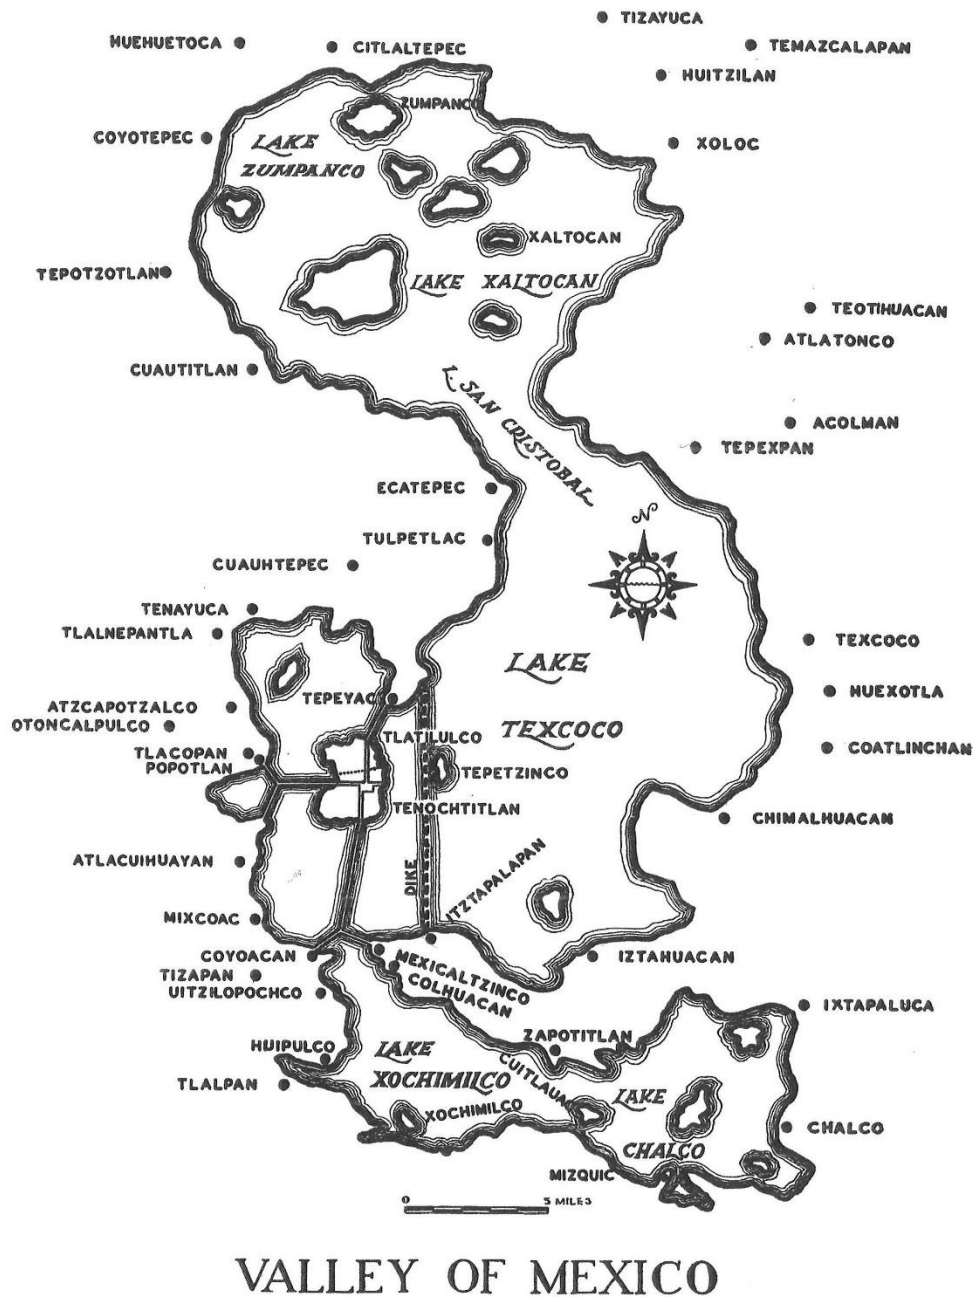 TIZAYUCA
HUEHUETOCA
CITLALTEPEC
TEMAZCALAPAN
HUITZILAN
ZUMPANCO
COYOTEPEC
LAKE
ZUMPANCO
XOLOC
XALTOCAN
TEPOTZOTLAN
LAKE XALTOCAN
TEOTIHUACAN
ATLATONCO
CUAUTITLAN
L. SAN CRISTOBAL
ACOLMAN
TEPEXPAN
ECATEPEC
N
TULPETLAC
CUAUHTEPEC
TENAYUCA
TLALNEPANTLA
TEXCOCO
LAKE
TEXCOCO
TEPEYAC
HUEXOTLA
ATZCAPOTZALCO
OTONCALPULCO
TLATILULCO
COATLINCHAN
TLACOPAN
POPOTLAN
TEPETZINCO
TENOCHTITLAN
CHIMALHUACAN
ATLACUIHUAYAN
DIKE
ITZTAPALAPAN
MIXCOAC
COYOACAN
MEXICALTZINCO
COLHUACAN
IZTAHUACAN
TIZAPAN
UITZILOPOCHCO
IXTAPALUCA
ZAPOTITLAN
HUIPULCO
LAKE
XOCHIMILCO
CUITLAUAC
TLALPAN
LAKE
CHALCO
XOCHIMILCO
CHALCO
MIZQUIC
0 5 MILES
VALLEY OF MEXICO